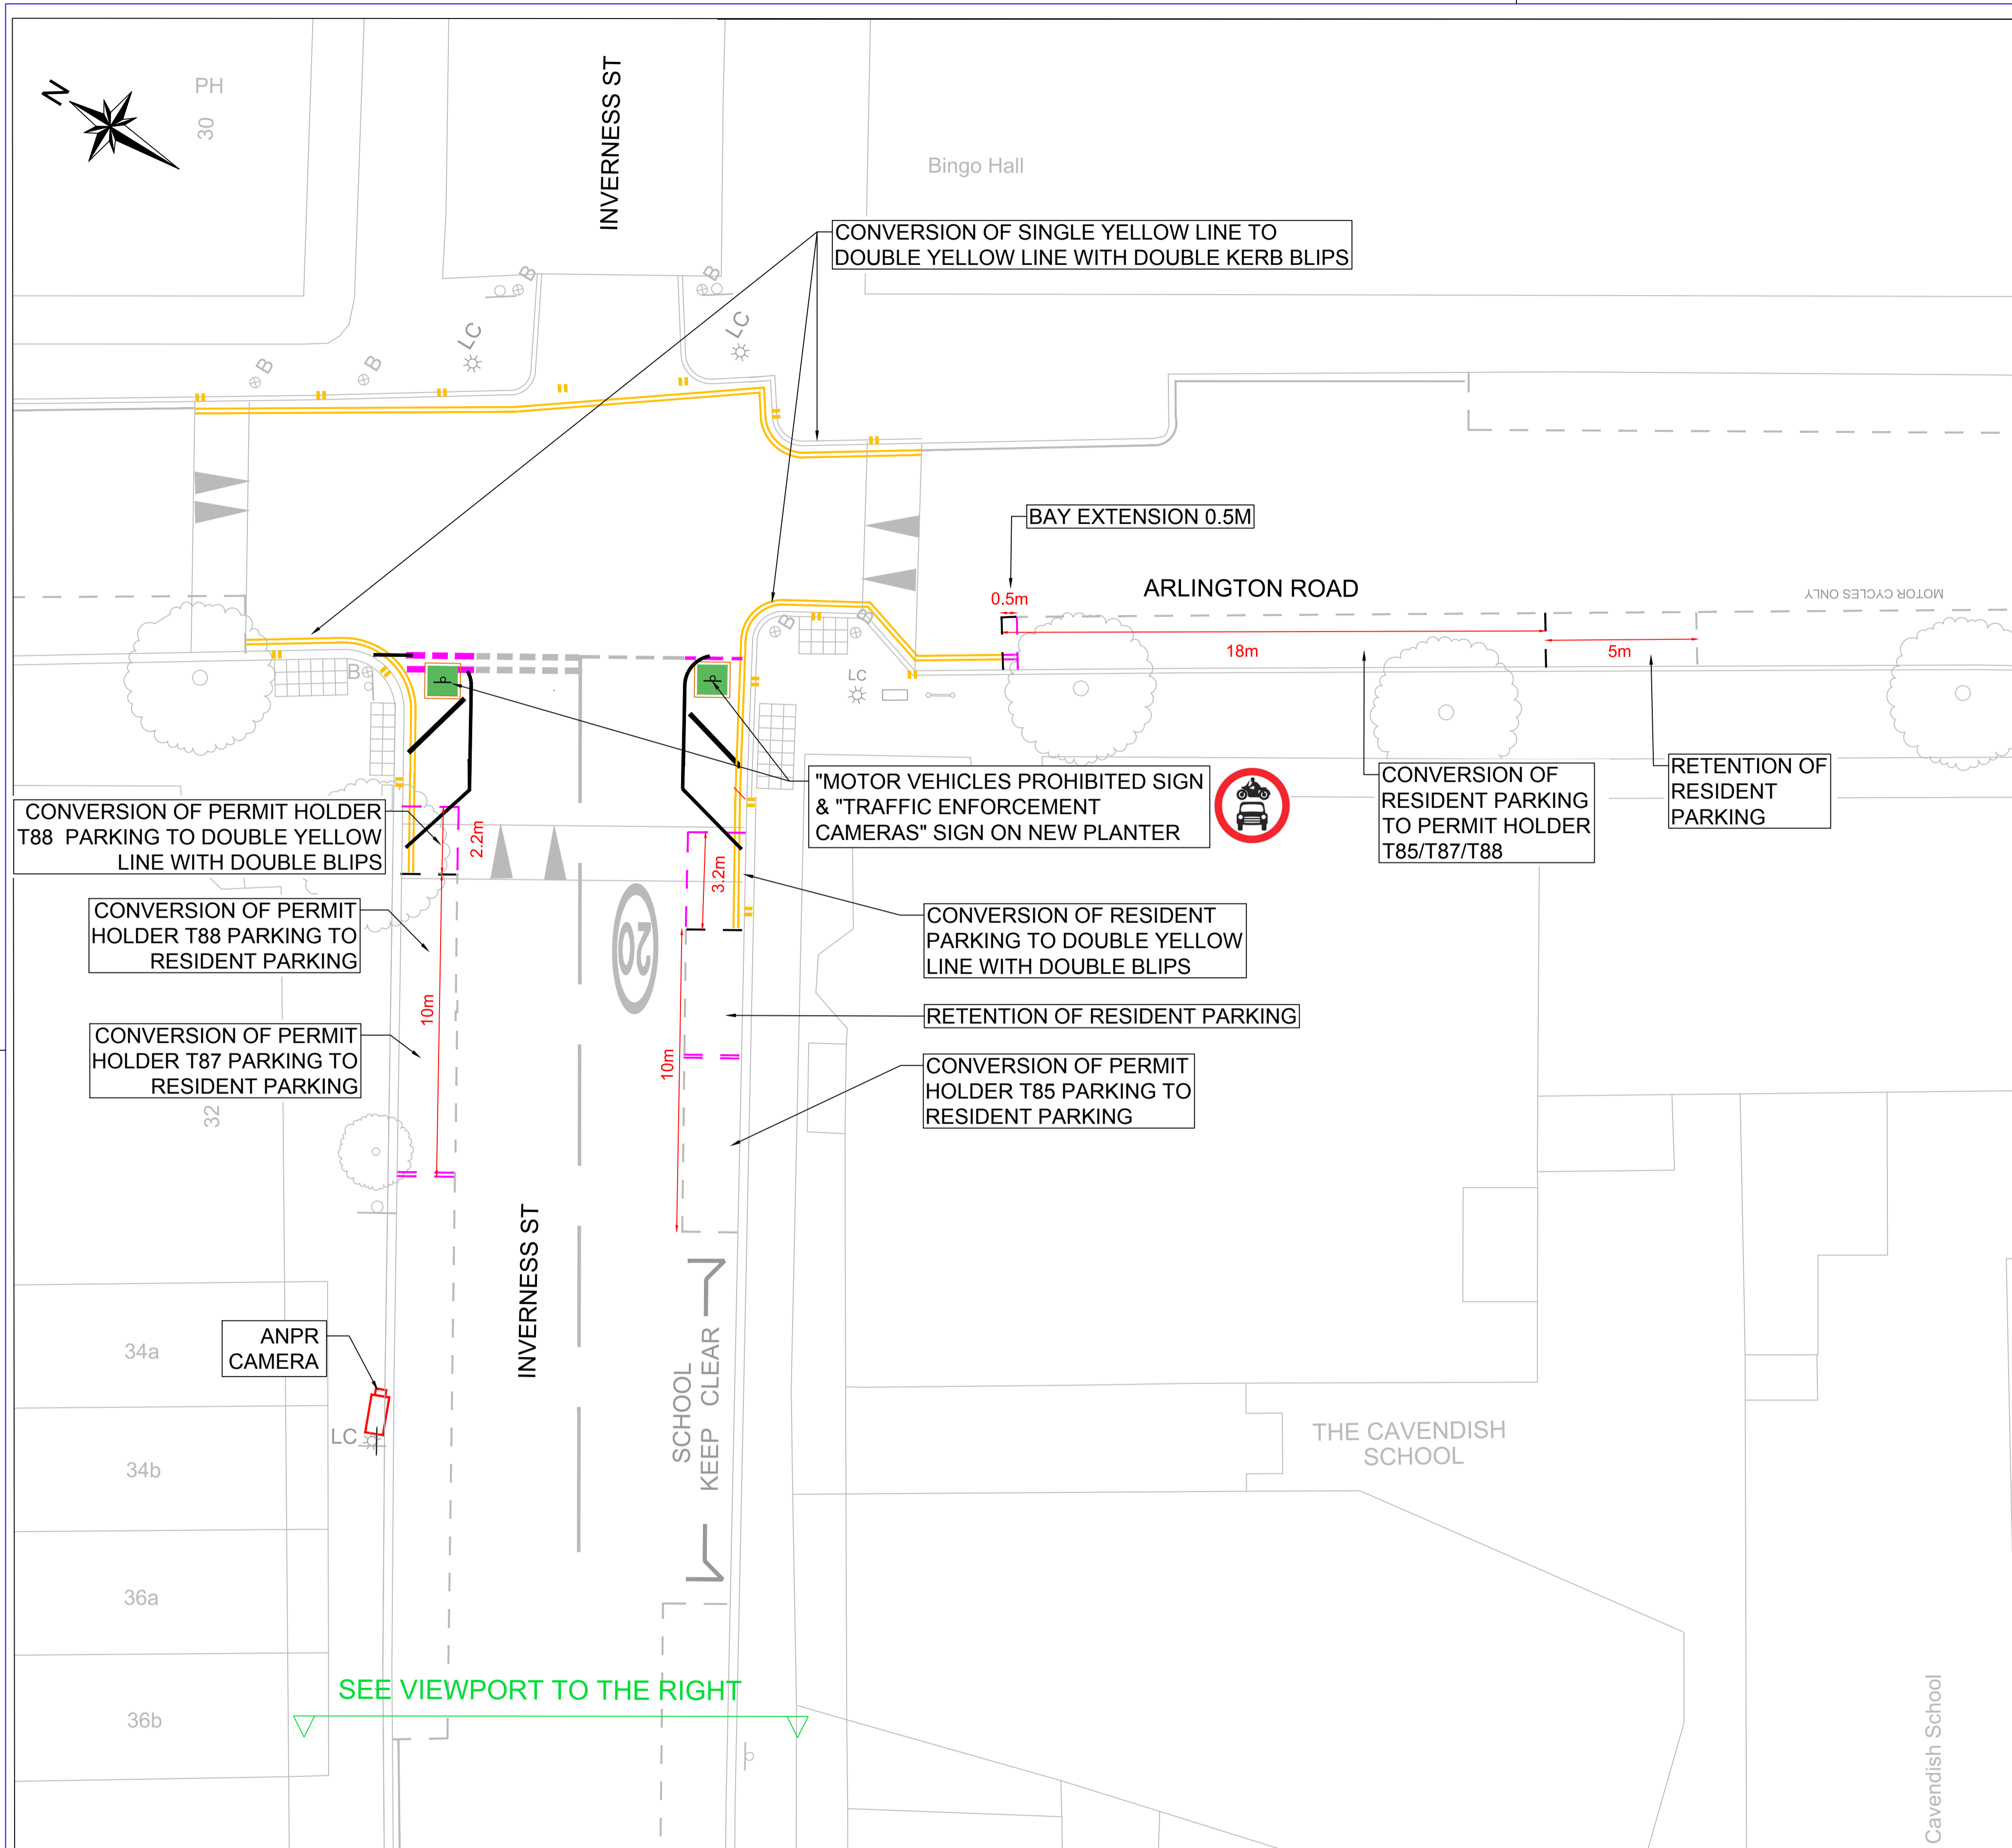 N
PH
30
INVERNESS ST
Bingo Hall
CONVERSION OF SINGLE YELLOW LINE TO
DOUBLE YELLOW LINE WITH DOUBLE KERB BLIPS
B
B
LC
LC
B
B
BAY EXTENSION 0.5M
ARLINGTON ROAD
MOTOR CYCLES ONLY
0.5m
18m
5m
B
B
B
LC
"MOTOR VEHICLES PROHIBITED SIGN
& "TRAFFIC ENFORCEMENT
CAMERAS" SIGN ON NEW PLANTER
CONVERSION OF
RESIDENT PARKING
TO PERMIT HOLDER
T85/T87/T88
RETENTION OF
RESIDENT
PARKING
CONVERSION OF PERMIT HOLDER
T88 PARKING TO DOUBLE YELLOW
LINE WITH DOUBLE BLIPS
2.2m
3.2m
20
CONVERSION OF PERMIT
HOLDER T88 PARKING TO
RESIDENT PARKING
CONVERSION OF RESIDENT
PARKING TO DOUBLE YELLOW
LINE WITH DOUBLE BLIPS
10m
RETENTION OF RESIDENT PARKING
CONVERSION OF PERMIT
HOLDER T87 PARKING TO
RESIDENT PARKING
10m
CONVERSION OF PERMIT
HOLDER T85 PARKING TO
RESIDENT PARKING
32
INVERNESS ST
ANPR
CAMERA
34a
LC
SCHOOL
KEEP CLEAR
THE CAVENDISH
SCHOOL
34b
36a
SEE VIEWPORT TO THE RIGHT
36b
Cavendish School